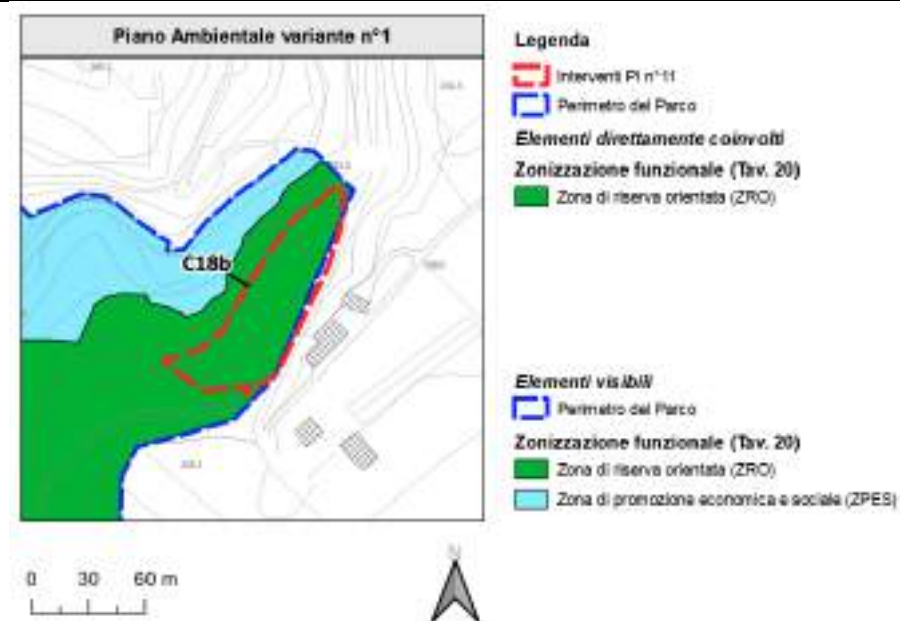 Piano Ambientale variante n°1
C18b
0 30 60 m
N
Legenda
Interventi PI n°11
Perimetro del Parco
Elementi direttamente coinvolti
Zonizzazione funzionale (Tav. 20)
Zona di riserva orientata (ZRO)
Elementi visibili
Perimetro del Parco
Zonizzazione funzionale (Tav. 20)
Zona di riserva orientata (ZRO)
Zona di promozione economica e sociale (ZPES)